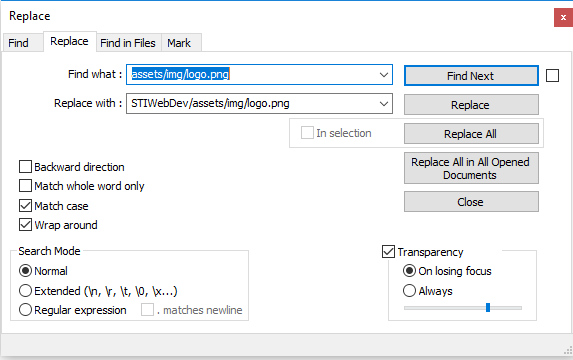 Replace
x
Find Replace Find in Files Mark
Find what : assets/img/logo.png Find Next
Replace with : STIWebDev/assets/img/logo.png Replace
In selection Replace All
Replace All in All Opened
Documents
Backward direction
Match whole word only
Match case Close
Wrap around
Search Mode Transparency
Normal On losing focus
Extended (\n, \r, \t, \0, \x...) Always
Regular expression . matches newline